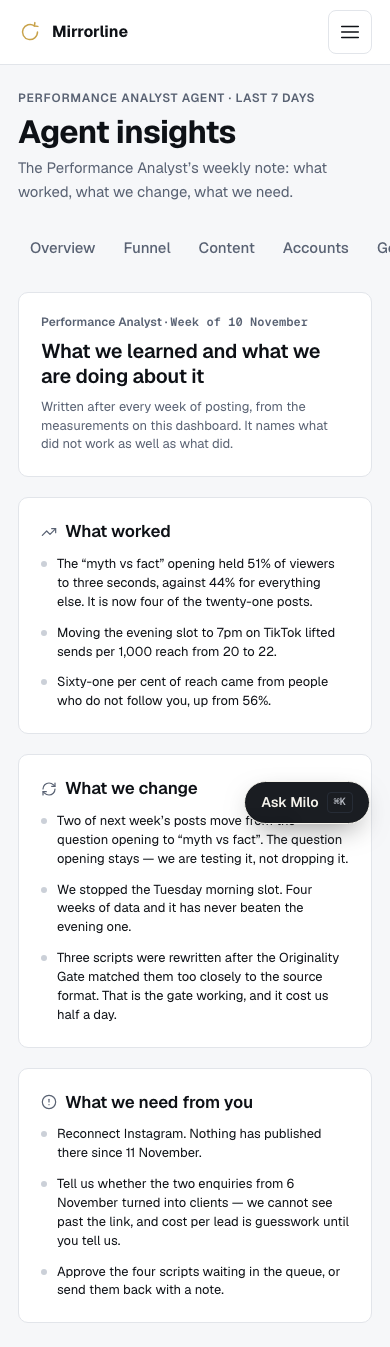 Mirrorline
PERFORMANCE ANALYST AGENT · LAST 7 DAYS
Agent insights
The Performance Analyst’s weekly note: what
worked, what we change, what we need.
Overview Funnel Content Accounts
Performance Analyst · Week of 10 November
What we learned and what we
are doing about it
Written after every week of posting, from the
measurements on this dashboard. It names what
did not work as well as what did.
What worked
The “myth vs fact” opening held 51% of viewers
to three seconds, against 44% for everything
else. It is now four of the twenty-one posts.
Moving the evening slot to 7pm on TikTok lifted
sends per 1,000 reach from 20 to 22.
Sixty-one per cent of reach came from people
who do not follow you, up from 56%.
What we change
Ask Milo ⌘K
Two of next week’s posts move from the
question opening to “myth vs fact”. The question
opening stays — we are testing it, not dropping it.
We stopped the Tuesday morning slot. Four
weeks of data and it has never beaten the
evening one.
Three scripts were rewritten after the Originality
Gate matched them too closely to the source
format. That is the gate working, and it cost us
half a day.
What we need from you
Reconnect Instagram. Nothing has published
there since 11 November.
Tell us whether the two enquiries from 6
November turned into clients — we cannot see
past the link, and cost per lead is guesswork until
you tell us.
Approve the four scripts waiting in the queue, or
send them back with a note.